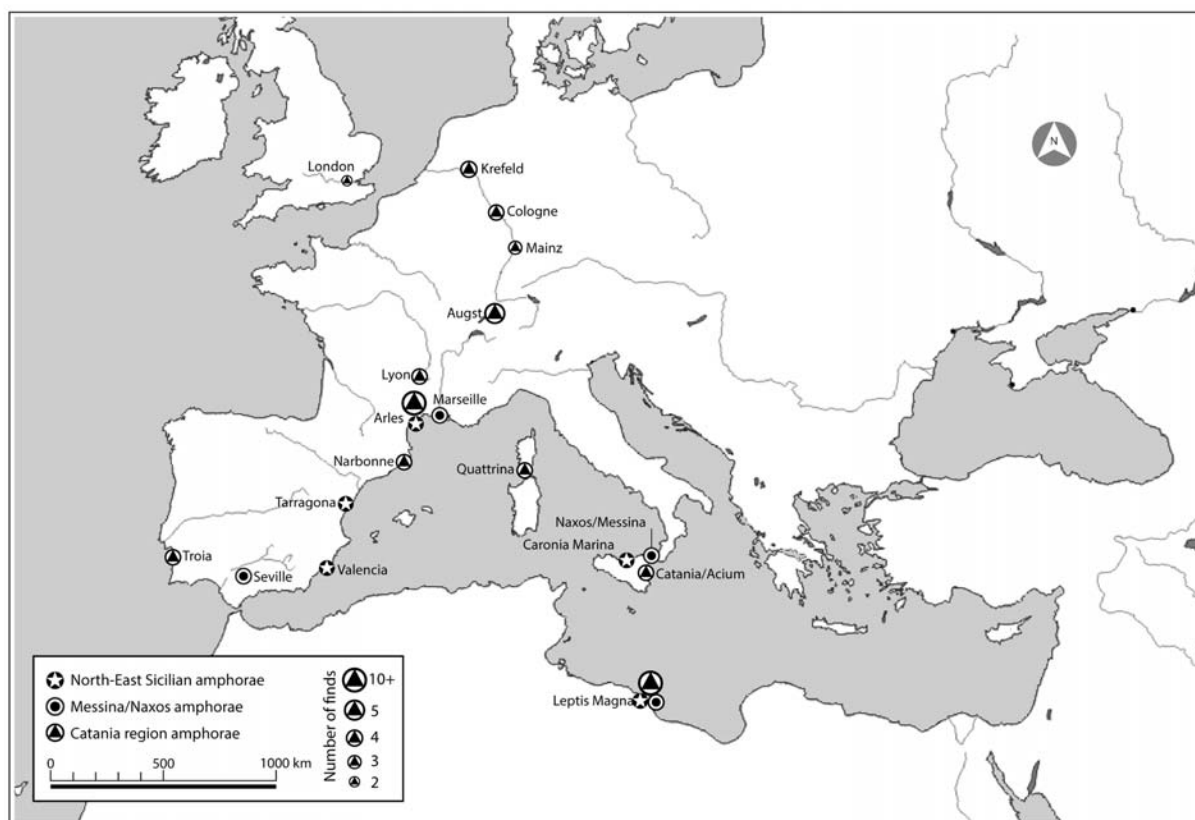 N
London
Krefeld
Cologne
Mainz
Augst
Lyon
Marseille
Arles
Narbonne
Quattrina
Tarragona
Naxos/Messina
Caronia Marina
Troia
Seville
Valencia
Catania/Acium
Leptis Magna
North-East Sicilian amphorae
Messina/Naxos amphorae
Catania region amphorae
0 500 1000 km
Number of finds
10+
5
4
3
2